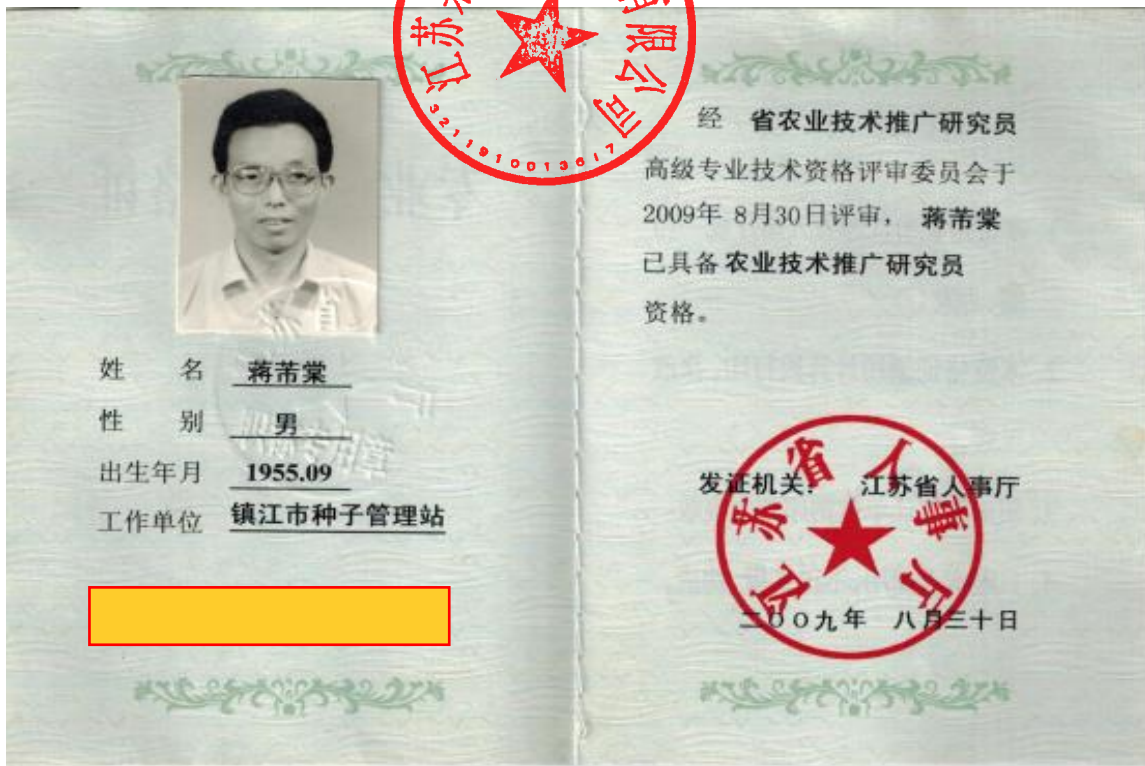 江苏
有限公司
3211910013617
姓 名 蒋芾棠
性 别 男
出生年月 1955.09
工作单位 镇江市种子管理站
经 省农业技术推广研究员
高级专业技术资格评审委员会于
2009年 8月30日评审， 蒋芾棠
已具备 农业技术推广研究员
资格。
发证机关： 江苏省人事厅
江苏省人事厅
二〇〇九年 八月三十日